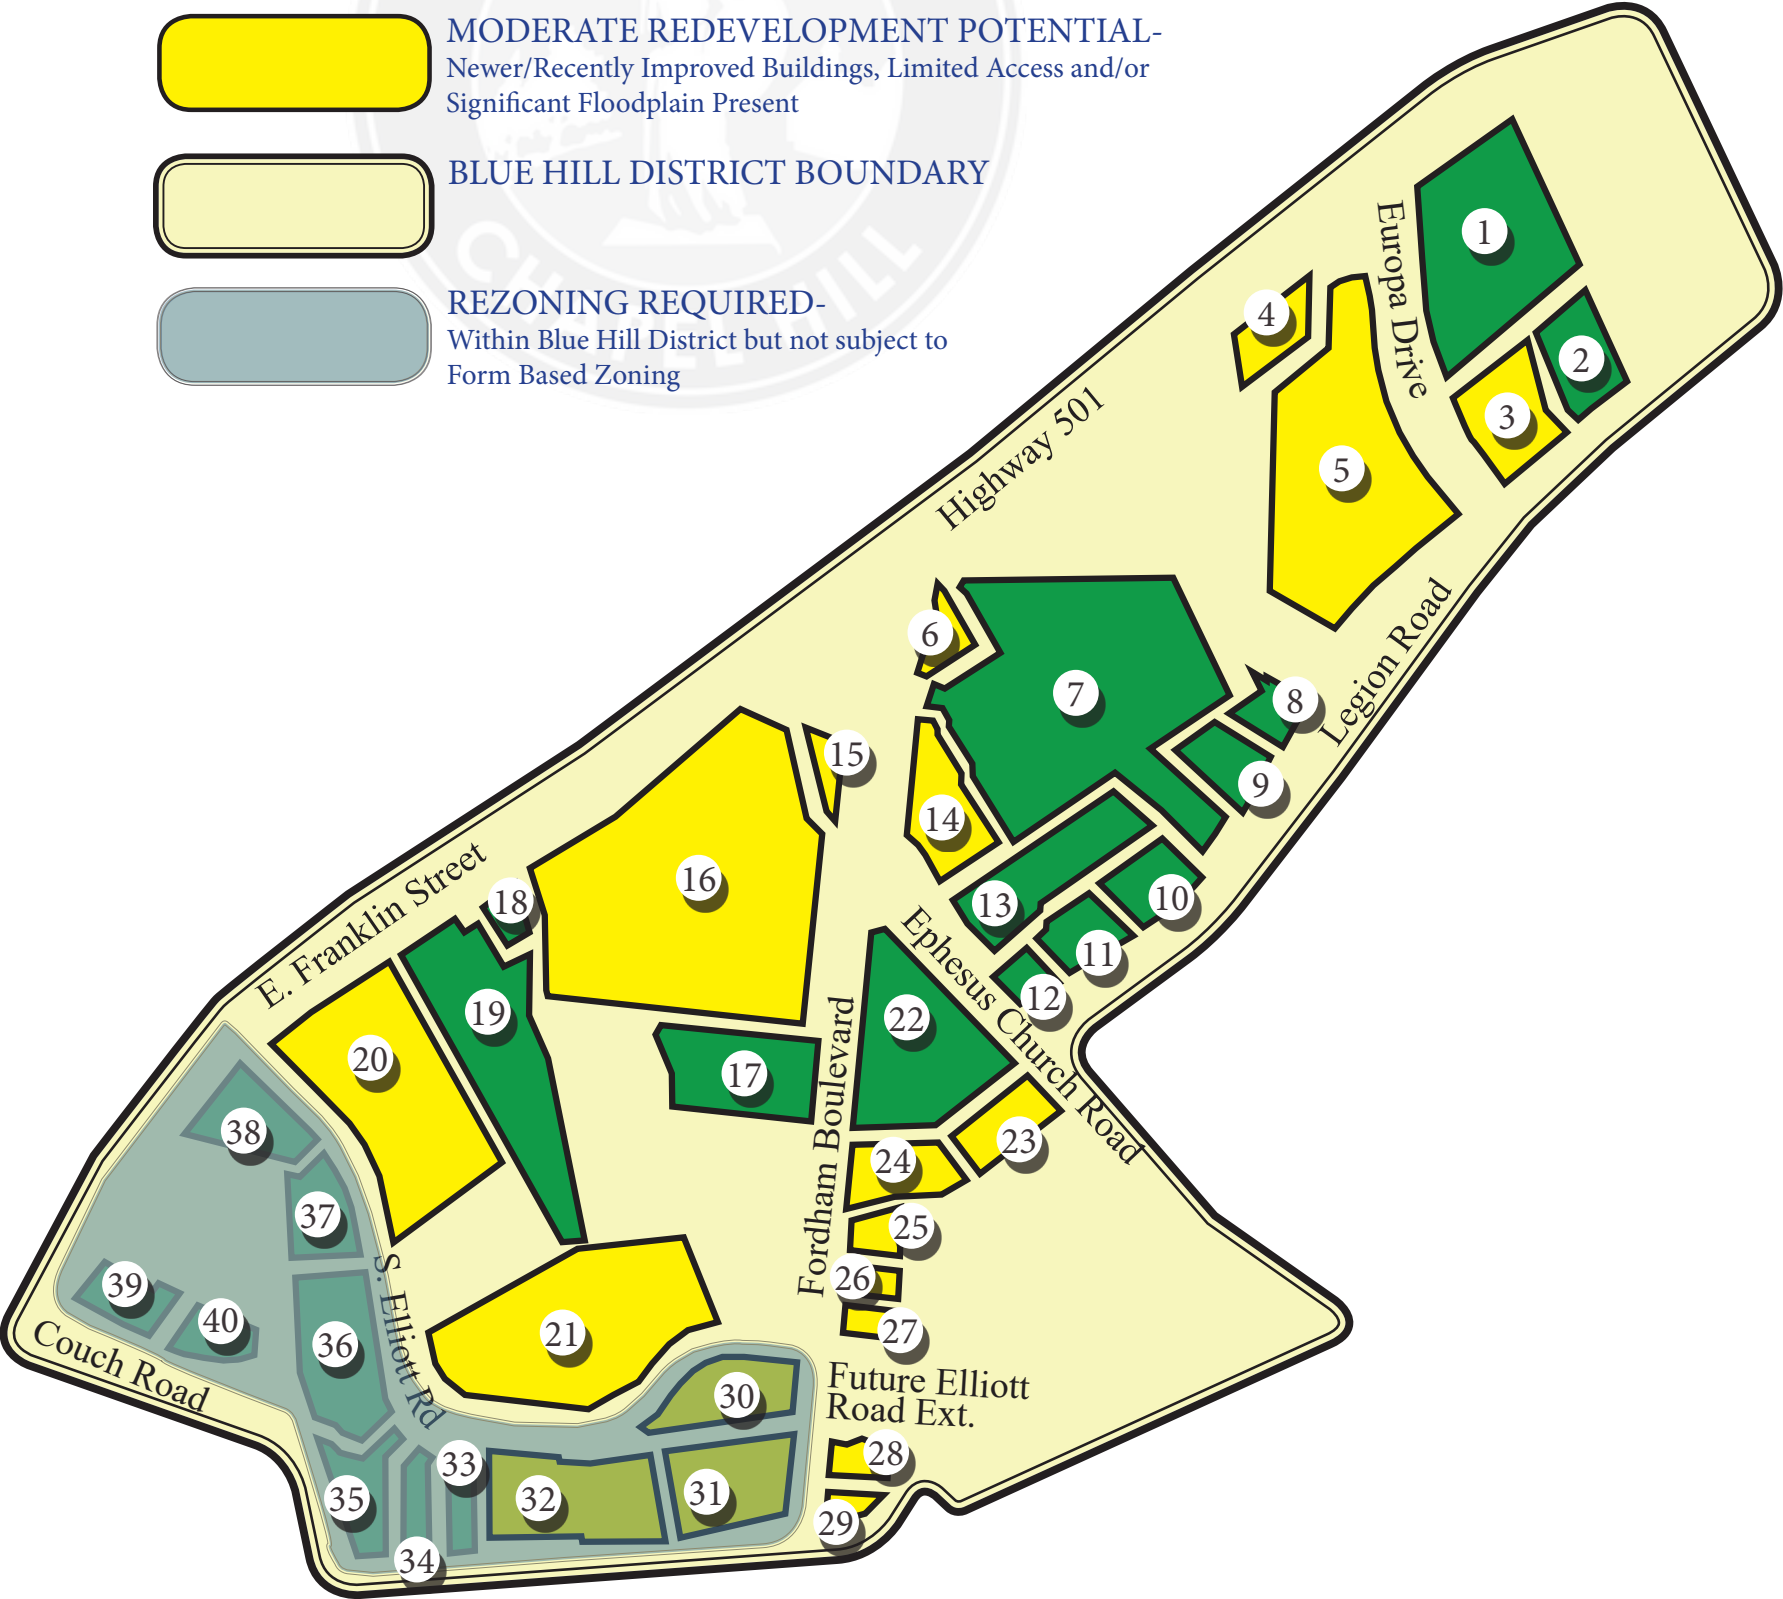 MODERATE REDEVELOPMENT POTENTIAL-
Newer/Recently Improved Buildings, Limited Access and/or
Significant Floodplain Present
BLUE HILL DISTRICT BOUNDARY
REZONING REQUIRED-
Within Blue Hill District but not subject to
Form Based Zoning
CHAPEL HILL
1
Europa Drive
4
2
3
5
Highway 501
6
7
8
Legion Road
9
15
14
16
10
13
11
12
E. Franklin Street
18
19
20
17
22
Ephesus Church Road
Fordham Boulevard
23
24
25
26
27
38
37
39
40
36
S. Elliott Rd
21
Couch Road
Future Elliott
Road Ext.
30
28
33
35
32
31
29
34